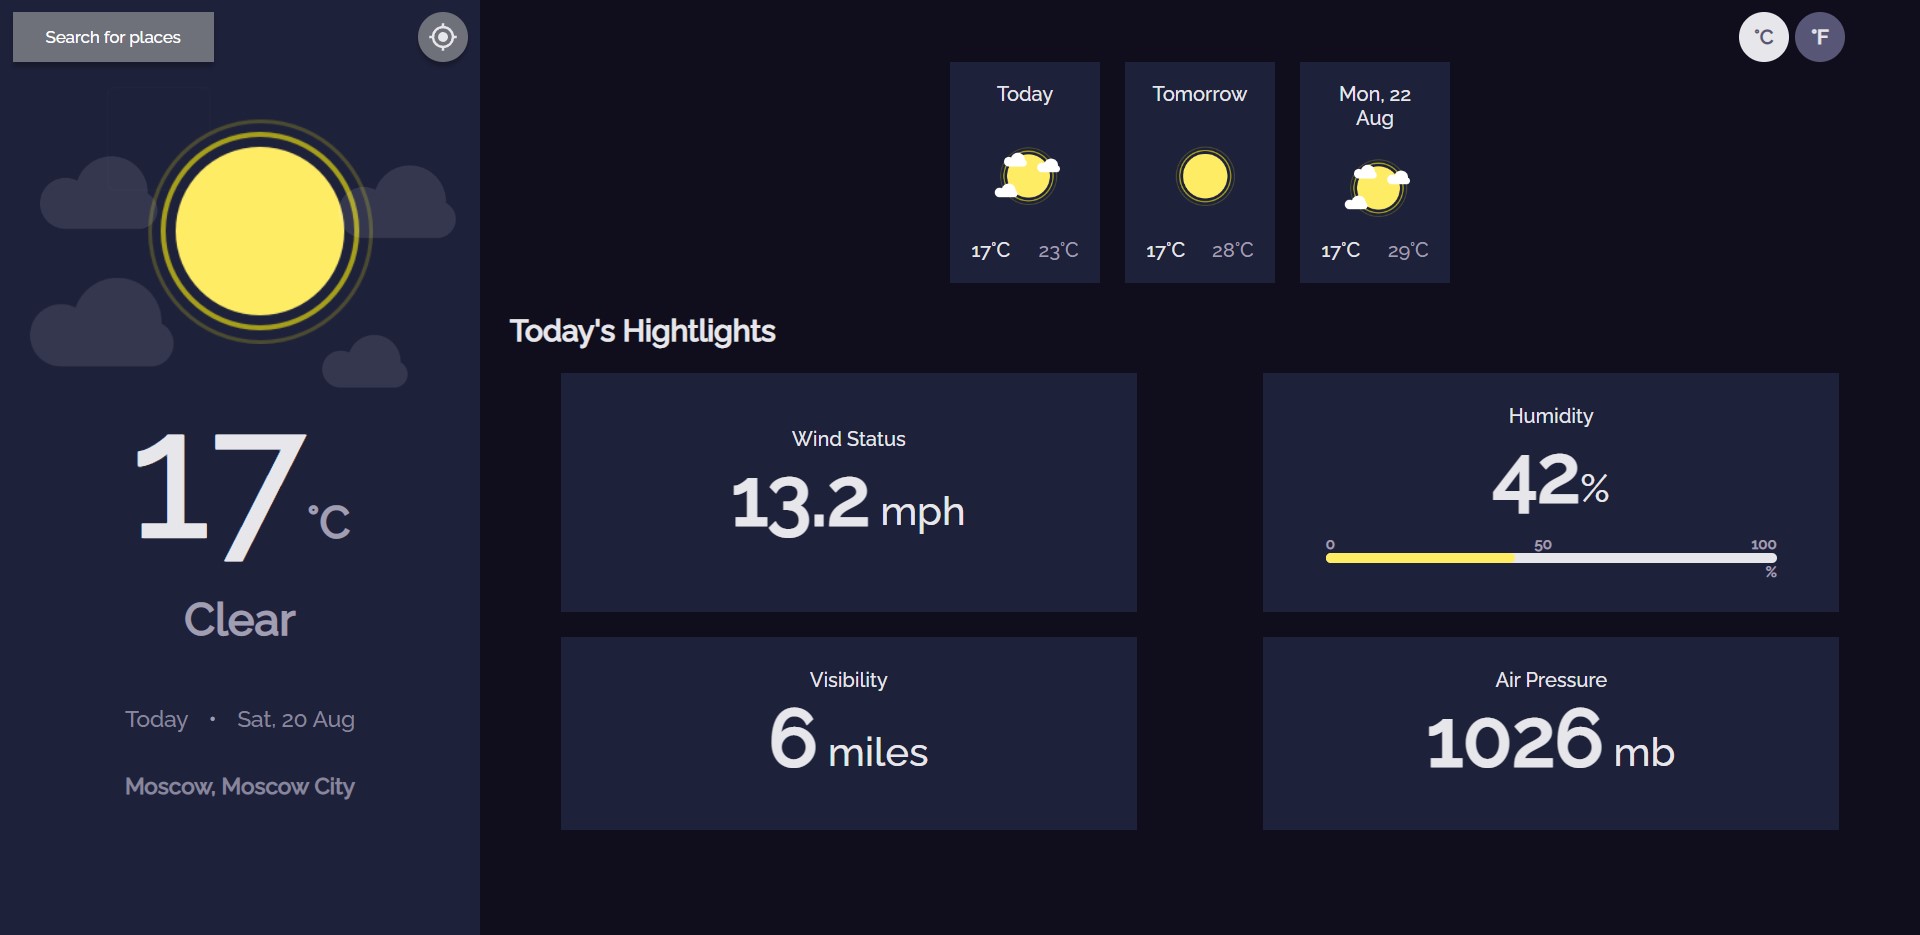 Search for places
17°C
Clear
Today • Sat, 20 Aug
Moscow, Moscow City
°C °F
Today
17°C 23°C
Tomorrow
17°C 28°C
Mon, 22
Aug
17°C 29°C
Today's Hightlights
Wind Status
13.2 mph
Humidity
42%
0 50 100
%
Visibility
6 miles
Air Pressure
1026 mb